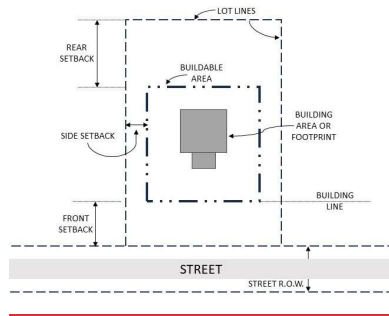 LOT LINES
REAR
SETBACK
BUILDABLE
AREA
SIDE SETBACK
BUILDING
AREA OR
FOOTPRINT
BUILDING
LINE
FRONT
SETBACK
STREET
STREET R.O.W.